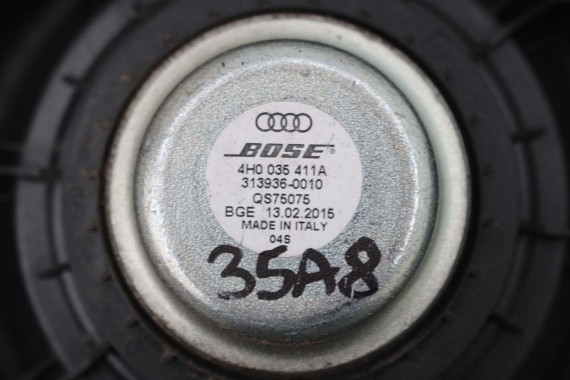 BOSE®
4H0 035 411A
313936-0010
QS75075
BGE 13.02.2015
MADE IN ITALY
04S
35A8